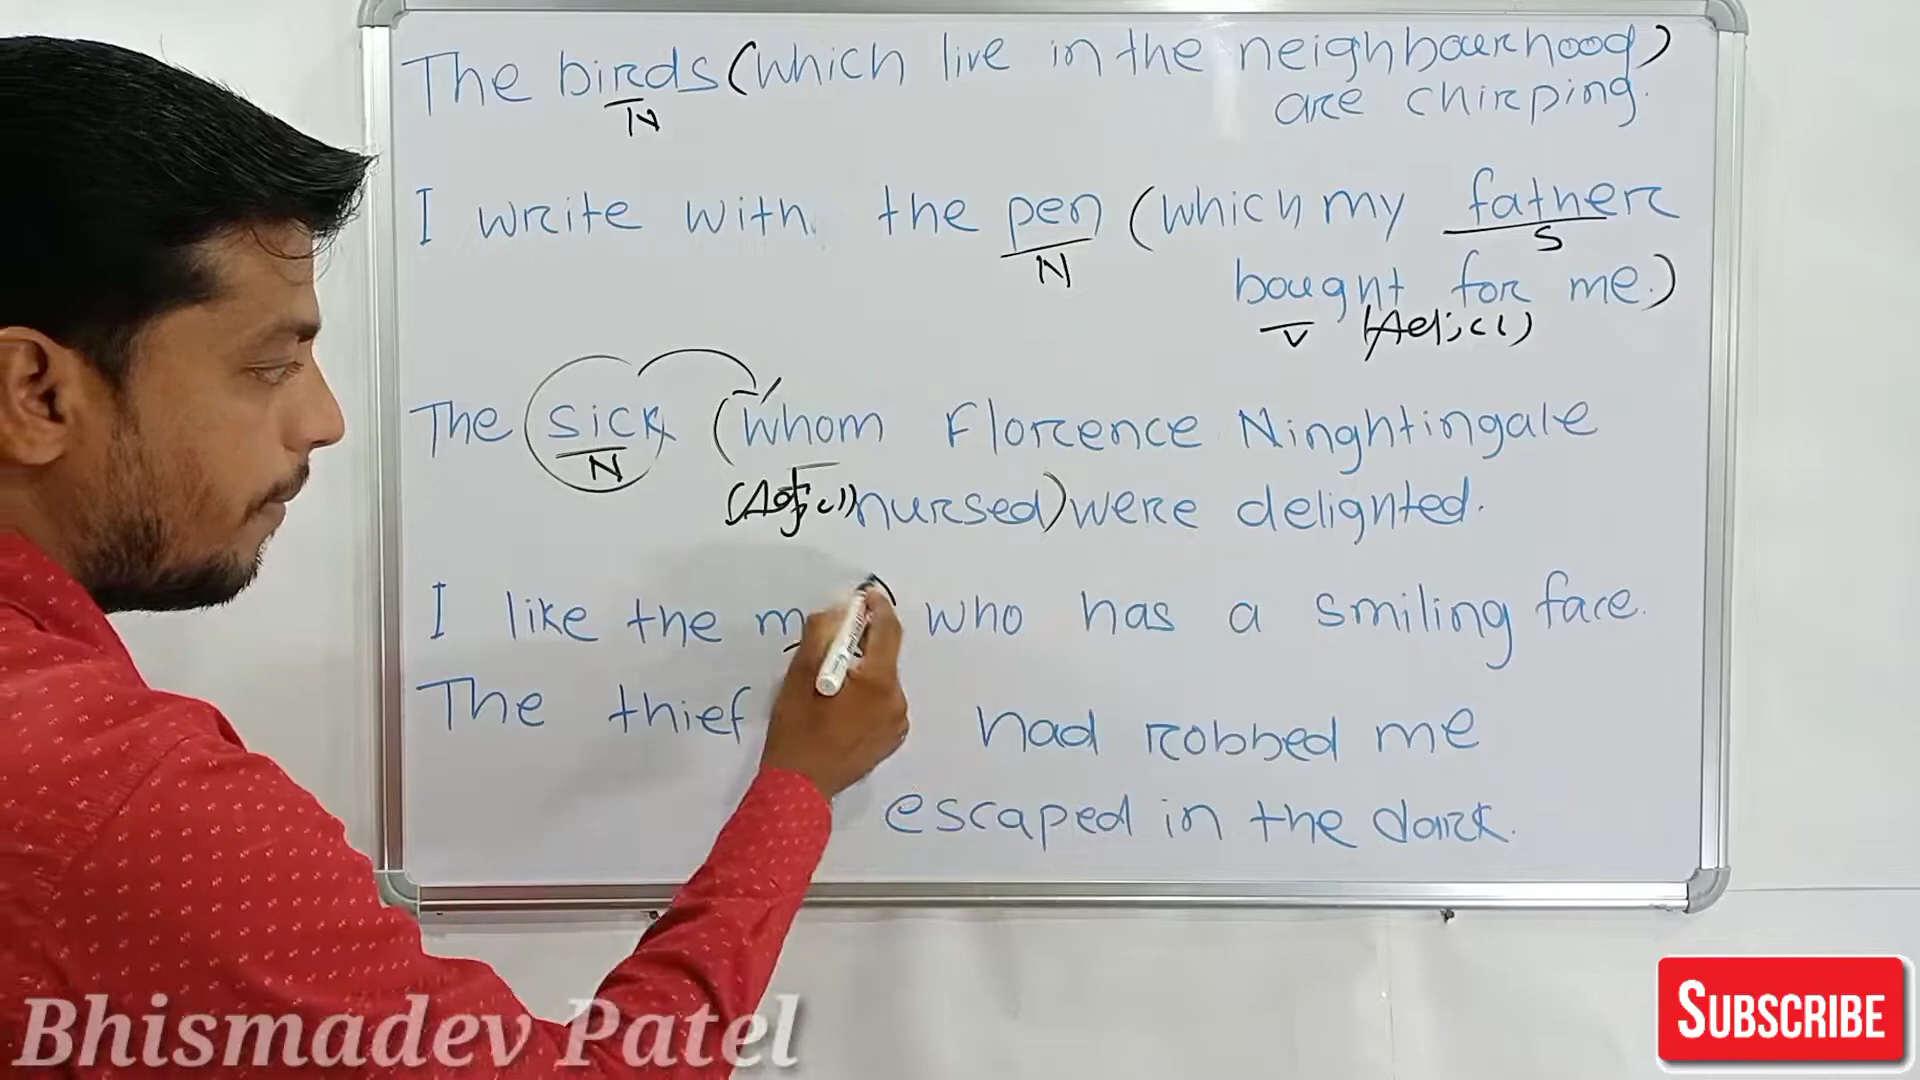 The birds (which live in the neighbourhood)
are chirping.
N
I write with the pen (which my father
N
S
bought for me.)
V (Adj; cl)
The sick (whom Florence Ninghtingale
N
(Adj cl) nursed) were delighted.
I like the who has a smiling face.
The thief had robbed me
escaped in the dark.
Bhismadev Patel
SUBSCRIBE